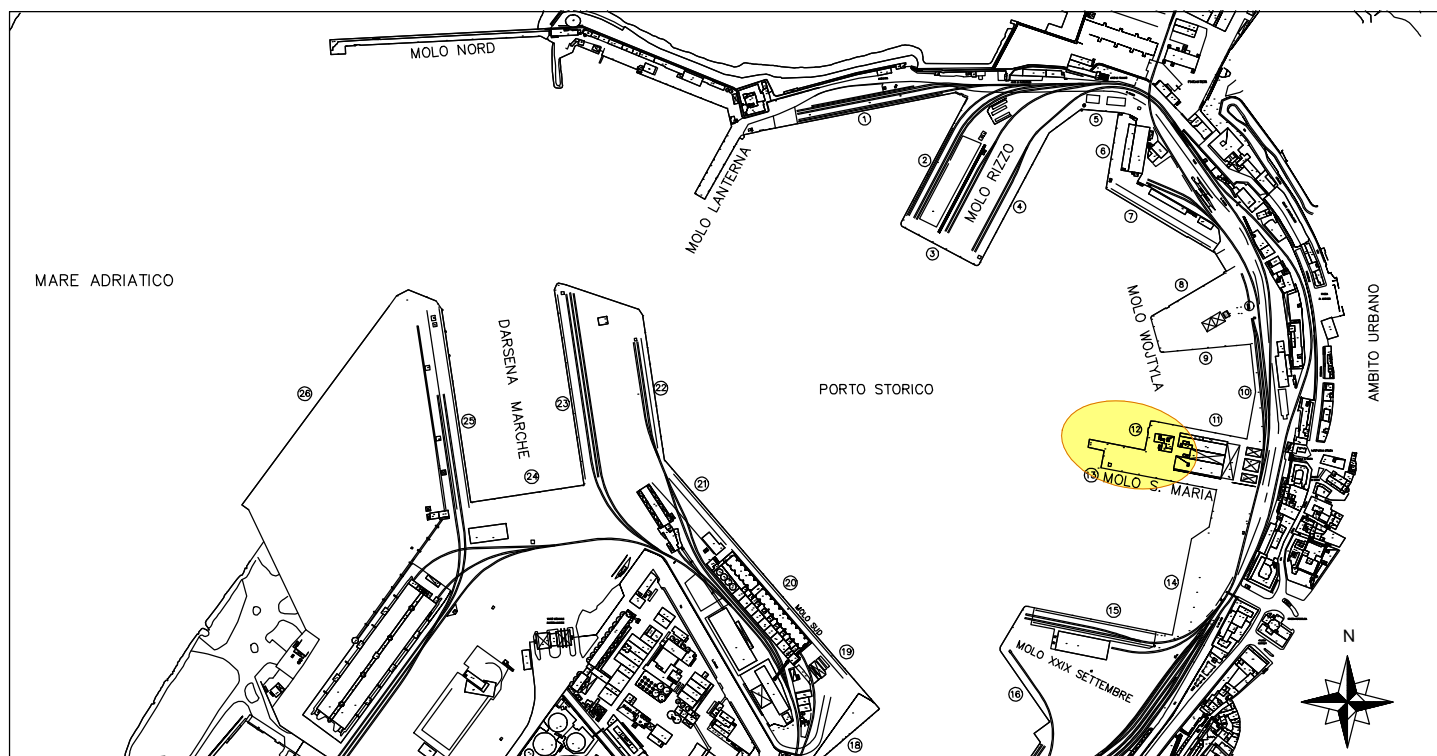 MOLO NORD
MOLO LANTERNA
1
2
3
4
5
6
7
MOLO RIZZO
MARE ADRIATICO
8
MOLO WOJTYLA
9
10
11
AMBITO URBANO
DARSENA MARCHE
PORTO STORICO
22
23
24
25
26
12
13
MOLO S. MARIA
21
20
MOLO SUD
19
18
14
15
MOLO XXIX SETTEMBRE
16
N